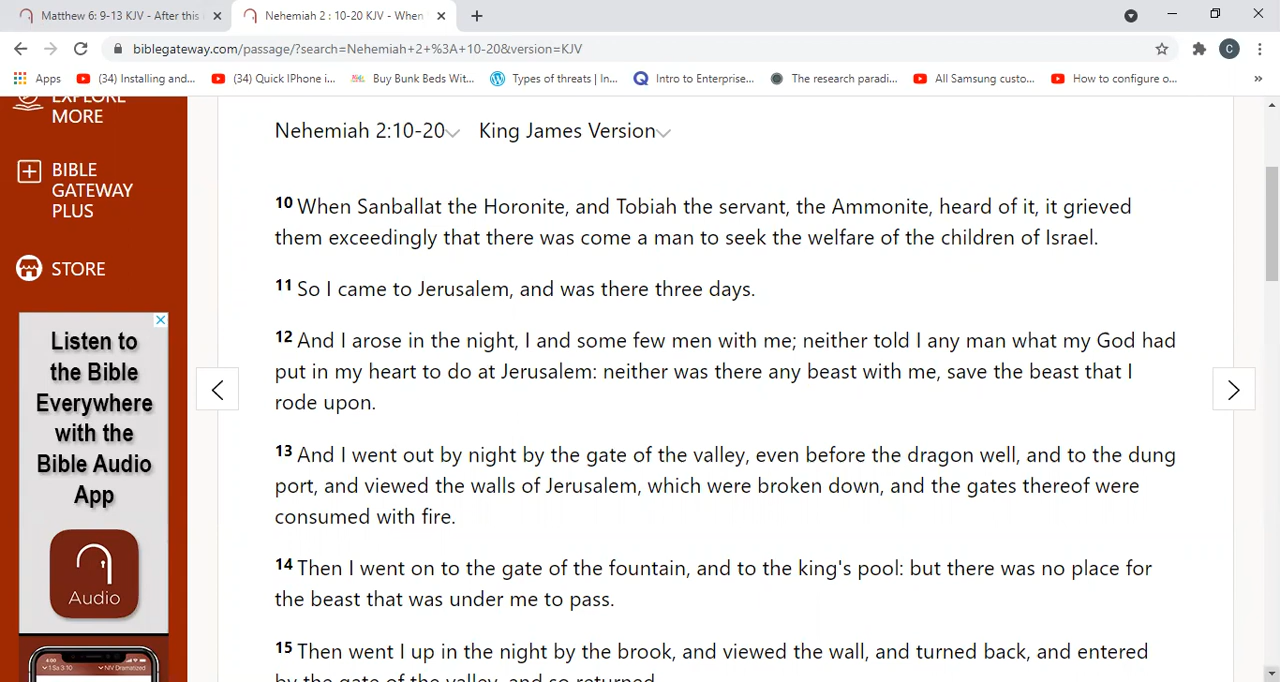 Matthew 6: 9-13 KJV - After this
Nehemiah 2 : 10-20 KJV - When
biblegateway.com/passage/?search=Nehemiah+2+%3A+10-20&version=KJV
C
Apps
(34) Installing and...
(34) Quick IPhone i...
Buy Bunk Beds Wit...
Types of threats | In...
Intro to Enterprise...
The research paradi...
All Samsung custo...
How to configure o...
»
EXPLORE
MORE
BIBLE
GATEWAY
PLUS
STORE
Listen to
the Bible
Everywhere
with the
Bible Audio
App
Audio
Nehemiah 2:10-20
King James Version
10 When Sanballat the Horonite, and Tobiah the servant, the Ammonite, heard of it, it grieved
them exceedingly that there was come a man to seek the welfare of the children of Israel.
11 So I came to Jerusalem, and was there three days.
12 And I arose in the night, I and some few men with me; neither told I any man what my God had
put in my heart to do at Jerusalem: neither was there any beast with me, save the beast that I
rode upon.
13 And I went out by night by the gate of the valley, even before the dragon well, and to the dung
port, and viewed the walls of Jerusalem, which were broken down, and the gates thereof were
consumed with fire.
14 Then I went on to the gate of the fountain, and to the king's pool: but there was no place for
the beast that was under me to pass.
15 Then went I up in the night by the brook, and viewed the wall, and turned back, and entered
by the gate of the valley, and so returned.